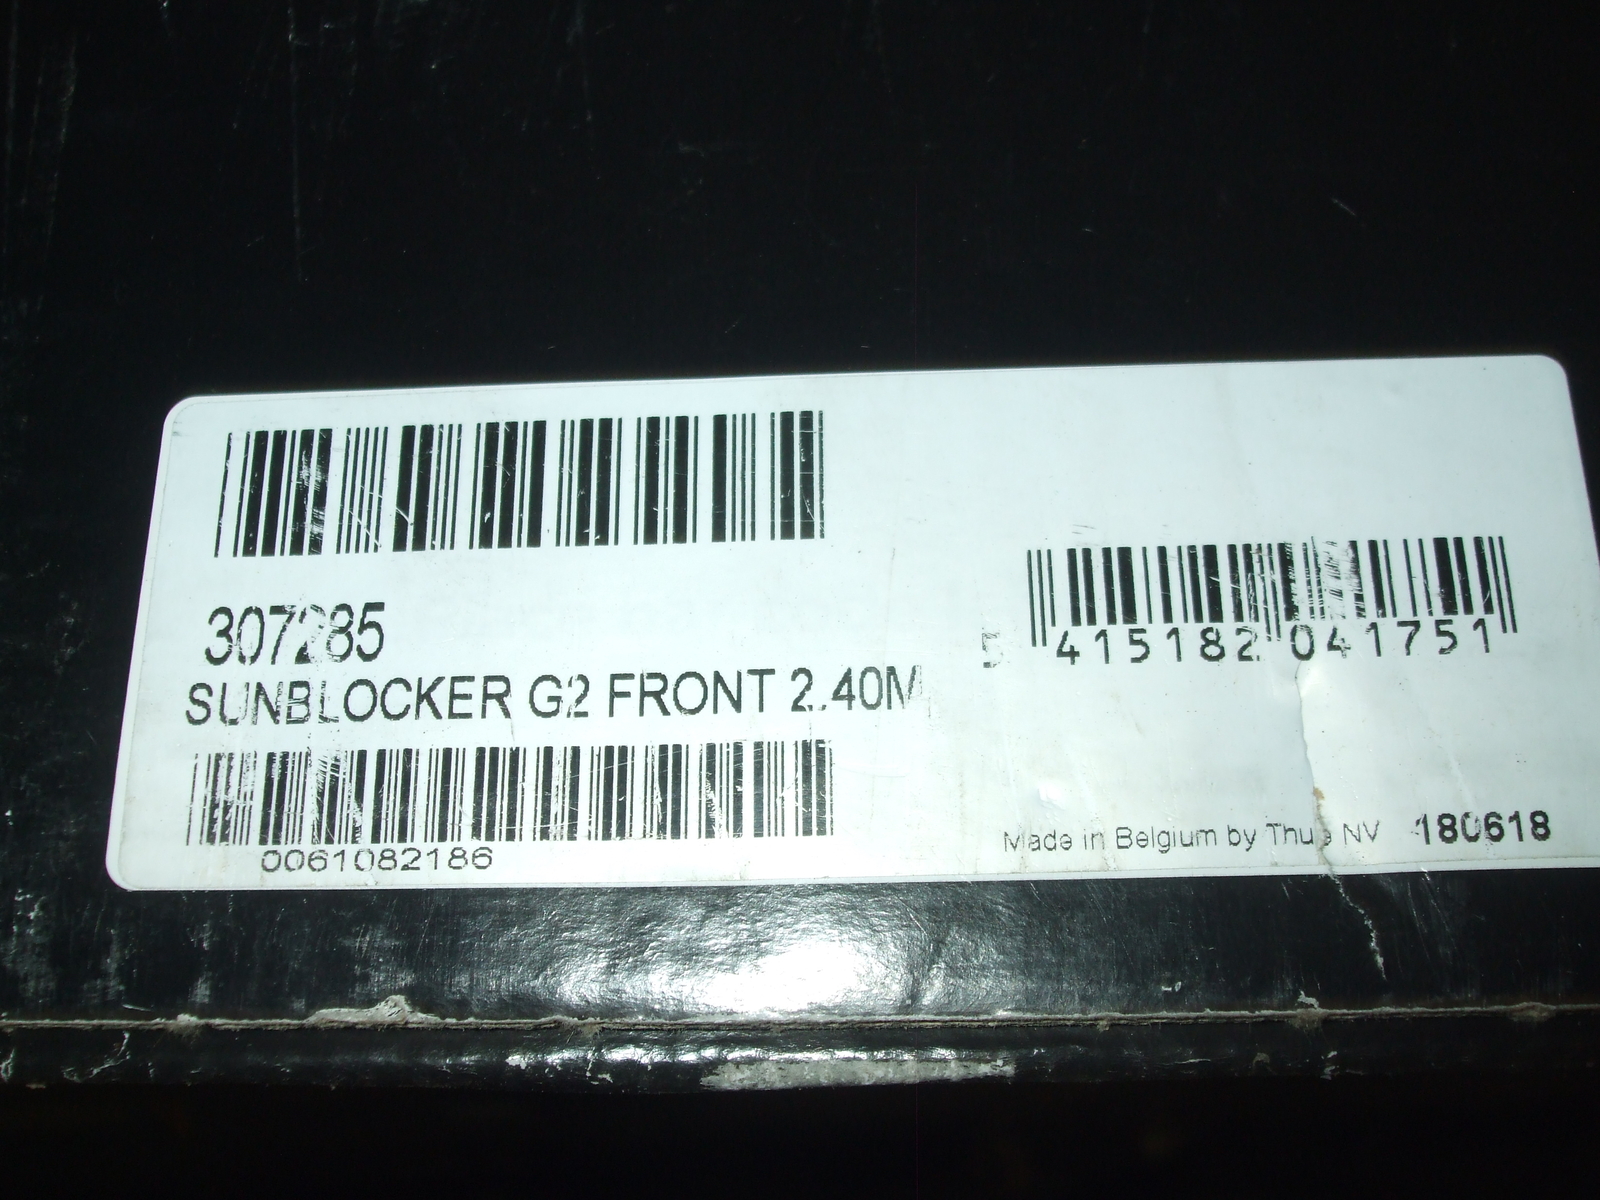 307285
SUNBLOCKER G2 FRONT 2.40M
0061082186
5 415182 041751
Made in Belgium by Thule NV 180618